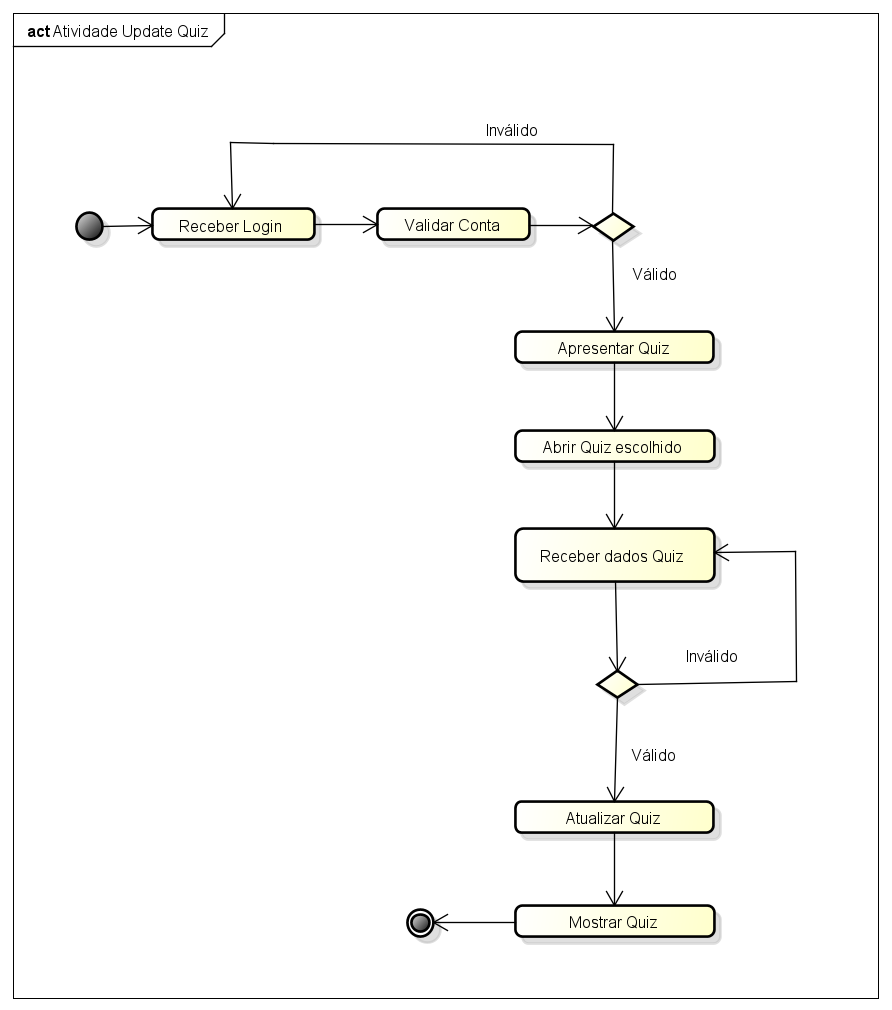 act Atividade Update Quiz
Inválido
Receber Login
Validar Conta
Válido
Apresentar Quiz
Abrir Quiz escolhido
Receber dados Quiz
Inválido
Válido
Atualizar Quiz
Mostrar Quiz